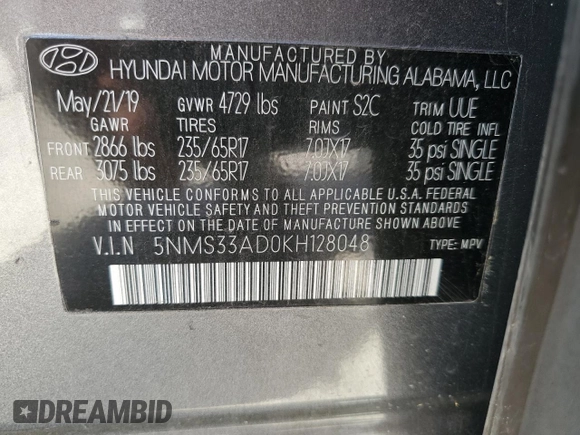 MANUFACTURED BY
HYUNDAI MOTOR MANUFACTURING ALABAMA, LLC
May/21/19 GVWR 4729 lbs PAINT S2C TRIM UUE
GAWR TIRES RIMS COLD TIRE INFL
FRONT 2866 lbs 235/65R17 7.0JX17 35 psi SINGLE
REAR 3075 lbs 235/65R17 7.0JX17 35 psi SINGLE
THIS VEHICLE CONFORMS TO ALL APPLICABLE U.S.A. FEDERAL
MOTOR VEHICLE SAFETY AND THEFT PREVENTION STANDARDS
IN EFFECT ON THE DATE OF MANUFACTURE SHOWN ABOVE.
V.I.N 5NMS33AD0KH128048 TYPE: MPV
DREAMBID